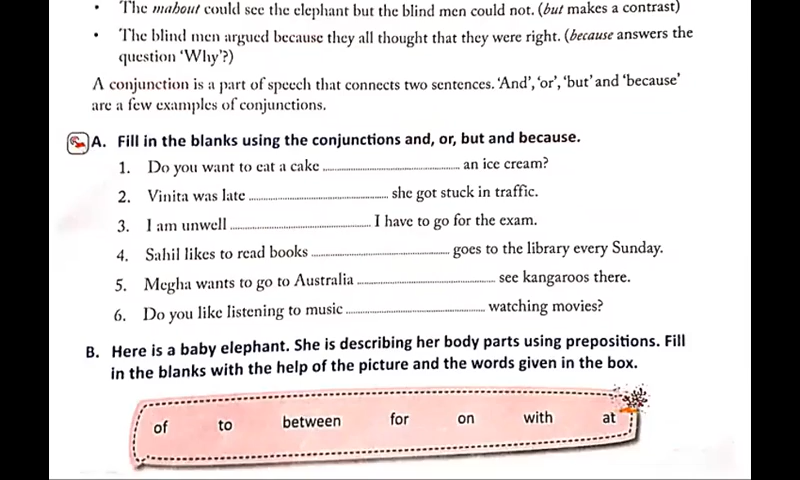 • The mahout could see the elephant but the blind men could not. (but makes a contrast)
• The blind men argued because they all thought that they were right. (because answers the
question 'Why'?)
A conjunction is a part of speech that connects two sentences. 'And', 'or', 'but' and 'because'
are a few examples of conjunctions.
A. Fill in the blanks using the conjunctions and, or, but and because.
1. Do you want to eat a cake ........................ an ice cream?
2. Vinita was late ........................ she got stuck in traffic.
3. I am unwell ........................ I have to go for the exam.
4. Sahil likes to read books ........................ goes to the library every Sunday.
5. Megha wants to go to Australia ........................ see kangaroos there.
6. Do you like listening to music ........................ watching movies?
B. Here is a baby elephant. She is describing her body parts using prepositions. Fill
in the blanks with the help of the picture and the words given in the box.
of to between for on with at